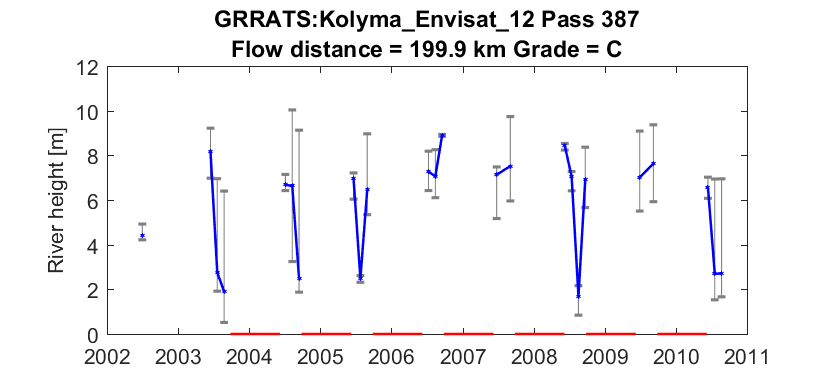 GRRATS:Kolyma_Envisat_12 Pass 387
Flow distance = 199.9 km Grade = C
River height [m]
12
10
8
6
4
2
0
2002 2003 2004 2005 2006 2007 2008 2009 2010 2011